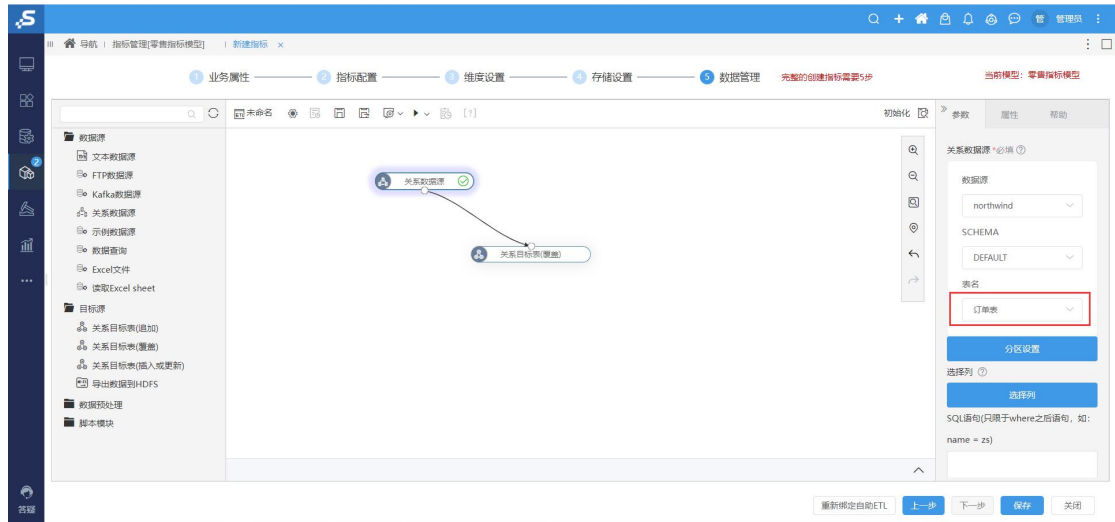 管 管理员
导航 指标管理[零售指标模型] 新建指标 ×
1 业务属性 2 指标配置 3 维度设置 4 存储设置 5 数据管理 完整的创建指标需要5步 当前模型：零售指标模型
未命名 [?] 初始化
参数 属性 帮助
数据源
文本数据源
FTP数据源
Kafka数据源
关系数据源
示例数据源
数据查询
Excel文件
读取Excel sheet
目标源
关系目标表(追加)
关系目标表(覆盖)
关系目标表(插入或更新)
导出数据到HDFS
数据预处理
脚本模块
2
答疑
关系数据源
关系目标表(覆盖)
关系数据源 *必填
数据源
northwind
SCHEMA
DEFAULT
表名
订单表
分区设置
选择列
选择列
SQL语句(只限于where之后语句，如：
name = zs)
重新绑定自助ETL 上一步 下一步 保存 关闭